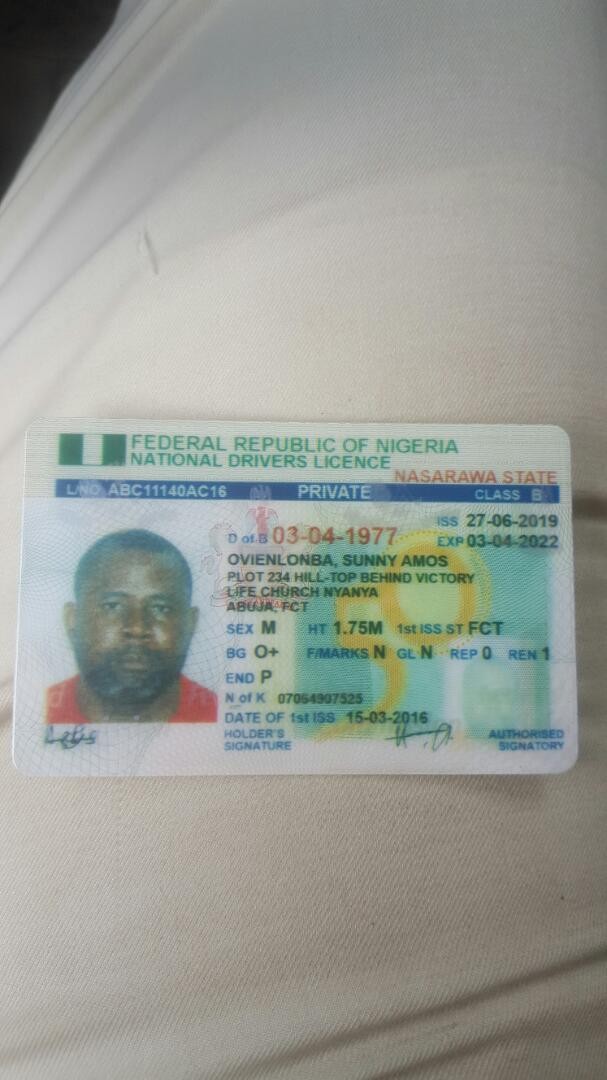 FEDERAL REPUBLIC OF NIGERIA
NATIONAL DRIVERS LICENCE
NASARAWA STATE
L/NO ABC11140AC16 PRIVATE CLASS B
ISS 27-06-2019
D of B 03-04-1977 EXP 03-04-2022
OVIENLONBA, SUNNY AMOS
PLOT 234 HILL-TOP BEHIND VICTORY
LIFE CHURCH NYANYA
ABUJA, FCT
SEX M HT 1.75M 1st ISS ST FCT
BG O+ F/MARKS N GL N REP 0 REN 1
END P
N of K 07064907525
DATE OF 1st ISS 15-03-2016
HOLDER'S
SIGNATURE
AUTHORISED
SIGNATORY